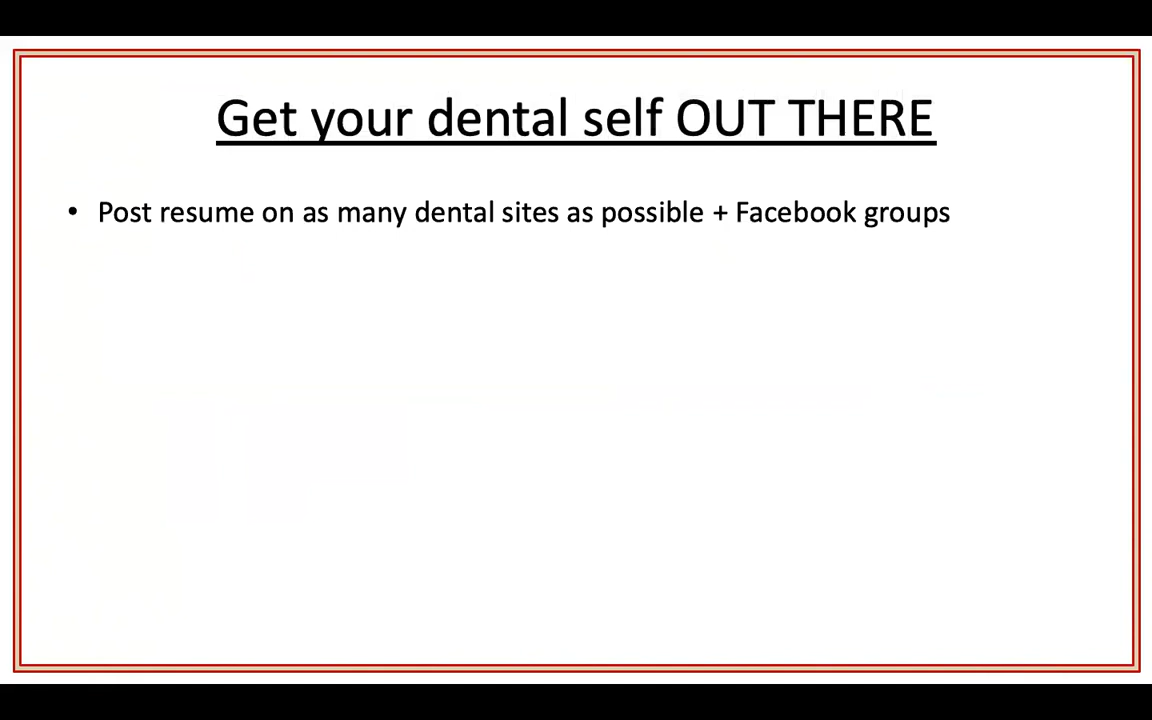 Get your dental self OUT THERE
• Post resume on as many dental sites as possible + Facebook groups